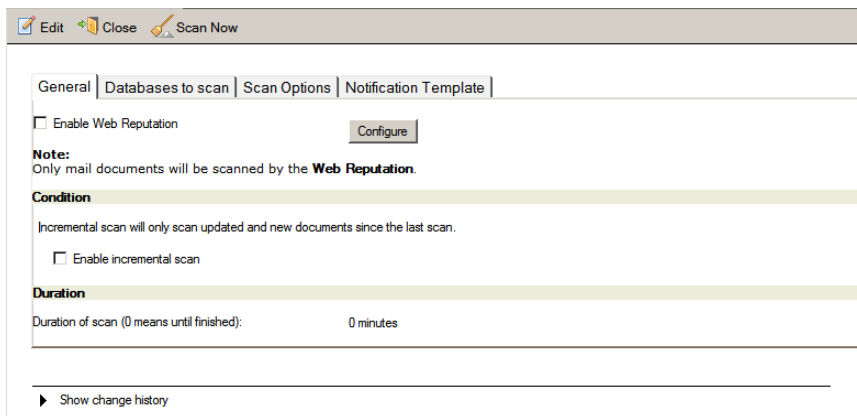 Edit Close Scan Now
General Databases to scan Scan Options Notification Template
Enable Web Reputation Configure
Note:
Only mail documents will be scanned by the Web Reputation.
Condition
Incremental scan will only scan updated and new documents since the last scan.
Enable incremental scan
Duration
Duration of scan (0 means until finished): 0 minutes
Show change history